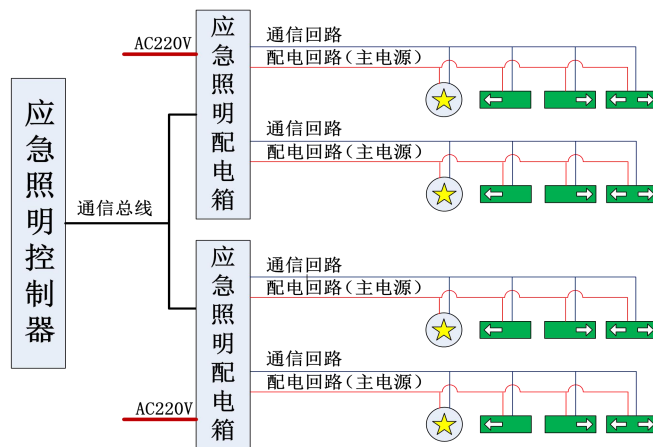 应急照明控制器
通信总线
AC220V
应急照明配电箱
通信回路
配电回路(主电源)
通信回路
配电回路(主电源)
应急照明配电箱
通信回路
配电回路(主电源)
通信回路
配电回路(主电源)
AC220V